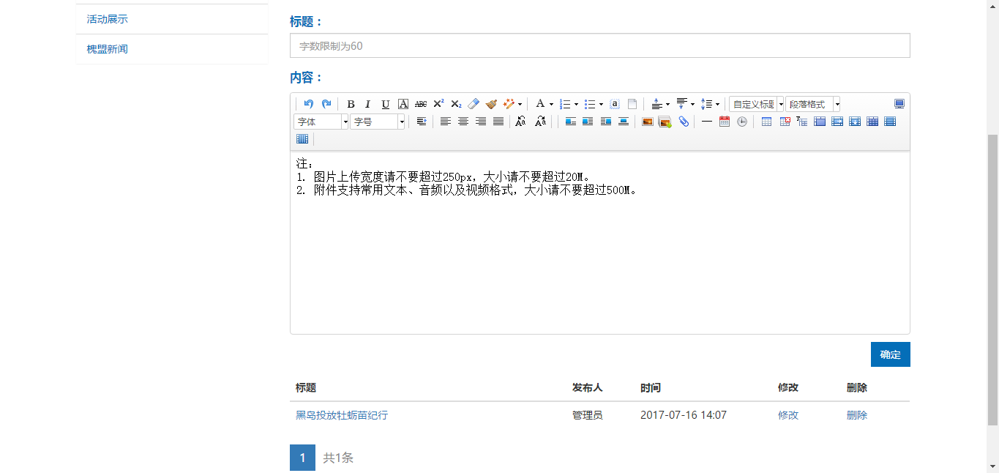 活动展示
槐盟新闻
标题：
字数限制为60
内容：
B I U A ABC X² X₂ A a 自定义标题 段落格式
字体 字号
注：
1. 图片上传宽度请不要超过250px，大小请不要超过20M。
2. 附件支持常用文本、音频以及视频格式，大小请不要超过500M。
确定
标题 发布人 时间 修改 删除
黑岛投放牡蛎苗纪行 管理员 2017-07-16 14:07 修改 删除
1 共1条